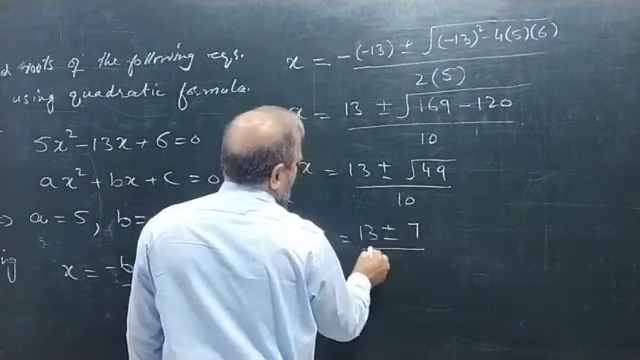 roots of the following eqs.
using quadratic formula.
5x² - 13x + 6 = 0
ax² + bx + c = 0
⇒ a = 5, b =
x = -b
x = -(-13) ± √(-13)² - 4(5)(6) / 2(5)
x = 13 ± √169 - 120 / 10
x = 13 ± √49 / 10
= 13 ± 7